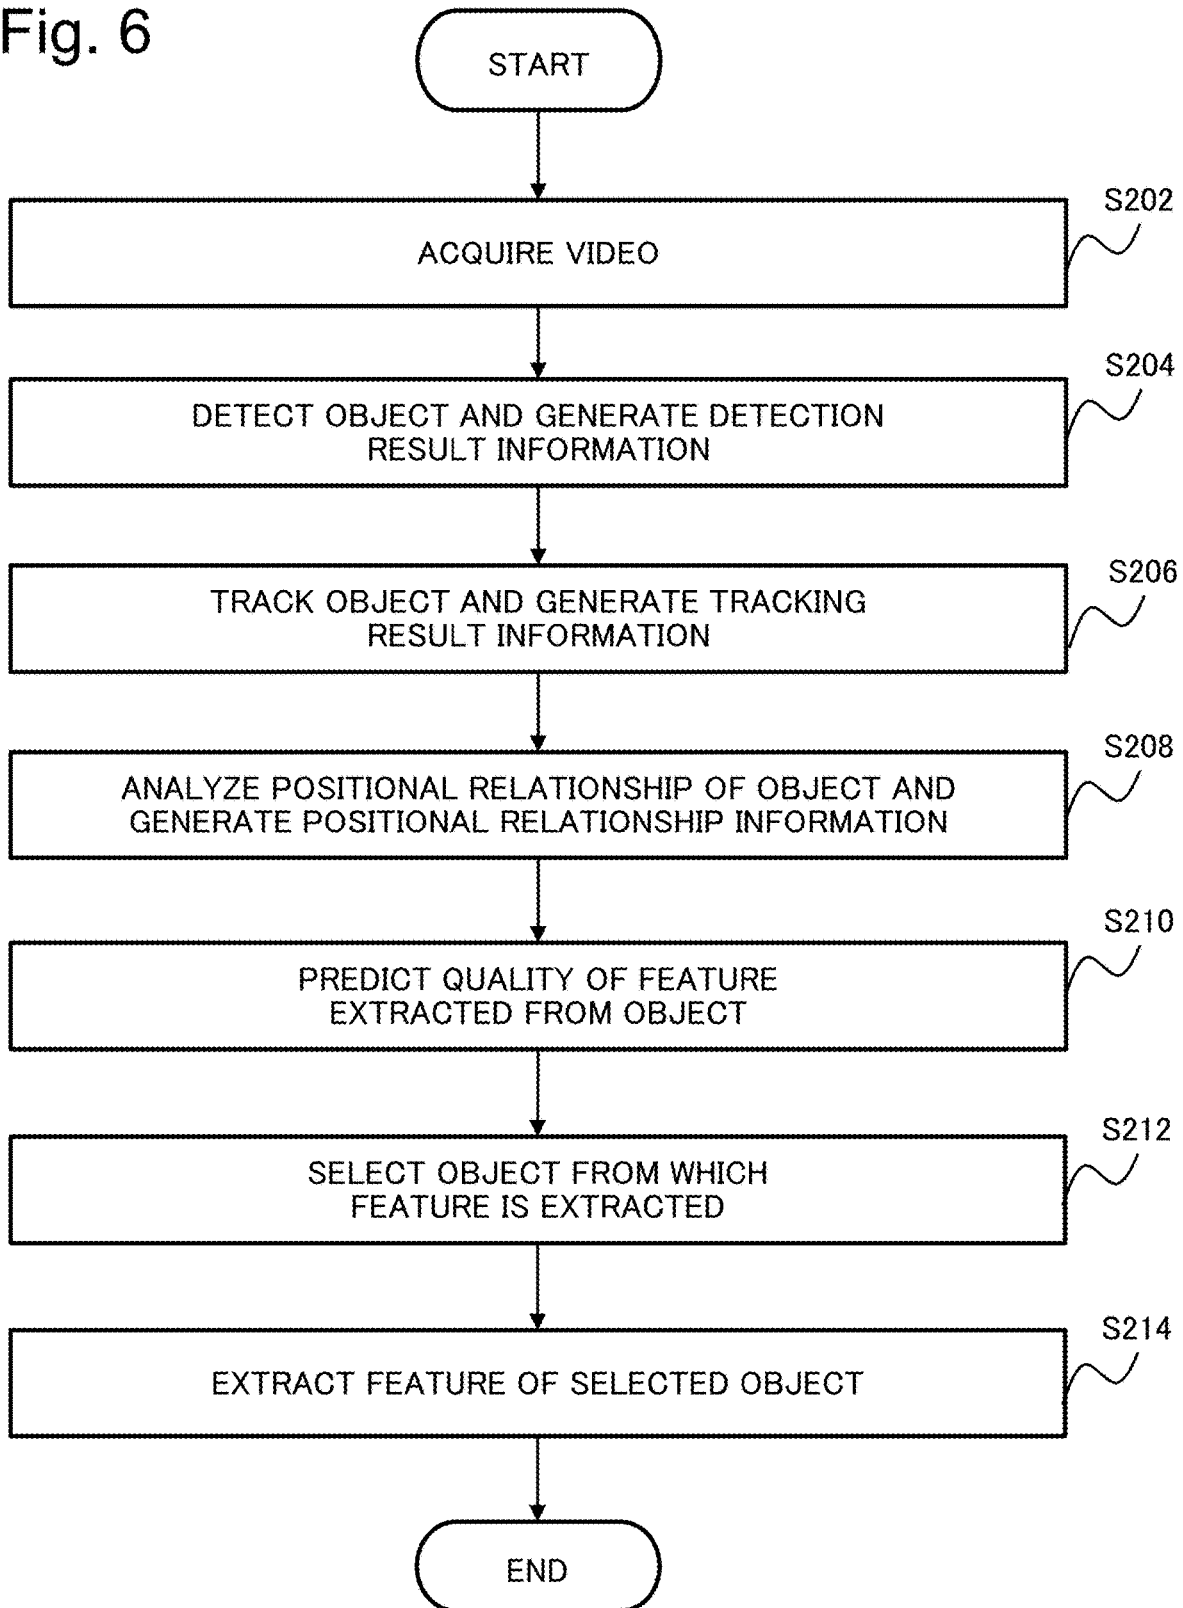 Fig. 6
START
S202
ACQUIRE VIDEO
S204
DETECT OBJECT AND GENERATE DETECTION
RESULT INFORMATION
S206
TRACK OBJECT AND GENERATE TRACKING
RESULT INFORMATION
S208
ANALYZE POSITIONAL RELATIONSHIP OF OBJECT AND
GENERATE POSITIONAL RELATIONSHIP INFORMATION
S210
PREDICT QUALITY OF FEATURE
EXTRACTED FROM OBJECT
S212
SELECT OBJECT FROM WHICH
FEATURE IS EXTRACTED
S214
EXTRACT FEATURE OF SELECTED OBJECT
END